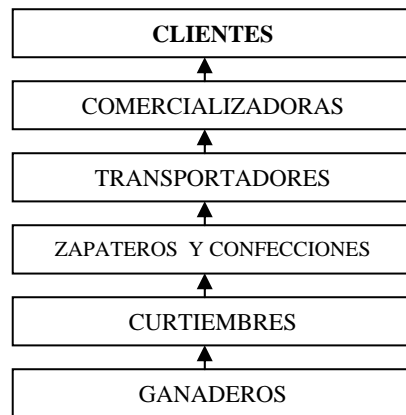 CLIENTES
COMERCIALIZADORAS
TRANSPORTADORES
ZAPATEROS Y CONFECCIONES
CURTIEMBRES
GANADEROS